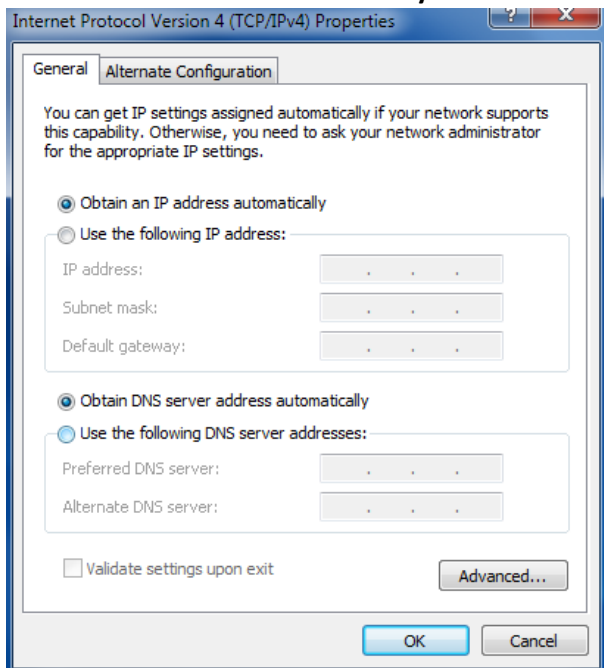 Internet Protocol Version 4 (TCP/IPv4) Properties
?
X
General
Alternate Configuration
You can get IP settings assigned automatically if your network supports
this capability. Otherwise, you need to ask your network administrator
for the appropriate IP settings.
Obtain an IP address automatically
Use the following IP address:
IP address:
. . .
Subnet mask:
. . .
Default gateway:
. . .
Obtain DNS server address automatically
Use the following DNS server addresses:
Preferred DNS server:
. . .
Alternate DNS server:
. . .
Validate settings upon exit
Advanced...
OK
Cancel